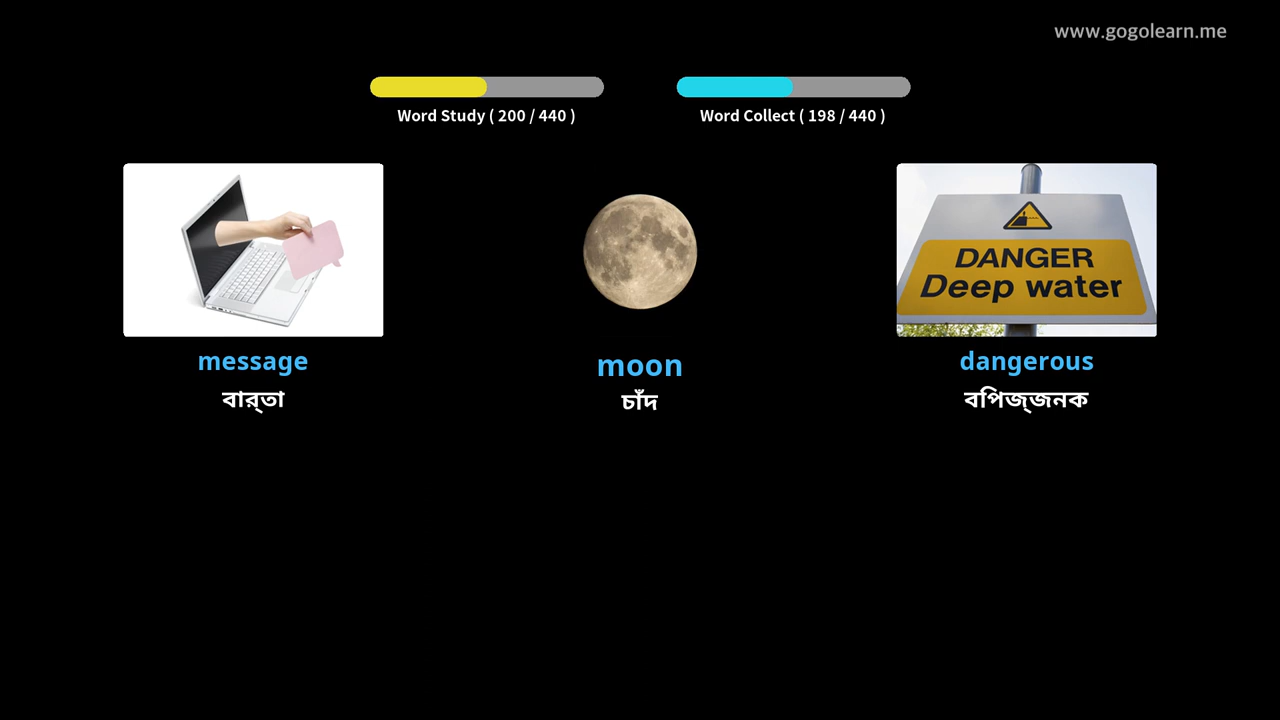 www.gogolearn.me
Word Study ( 200 / 440 )
Word Collect ( 198 / 440 )
DANGER
Deep water
message
moon
dangerous
বার্তা
চাঁদ
বিপজ্জনক